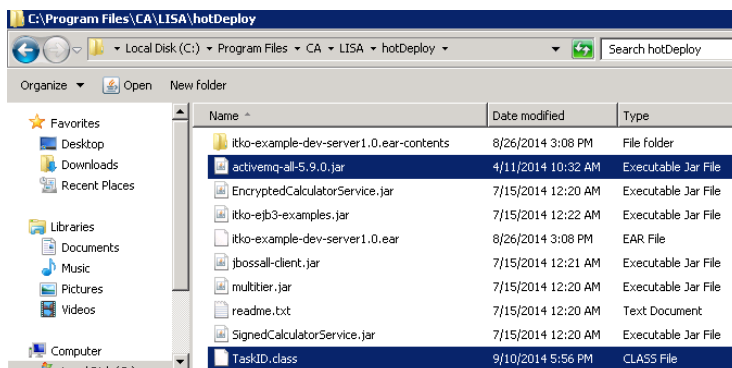 C:\Program Files\CA\LISA\hotDeploy
Local Disk (C:) Program Files CA LISA hotDeploy Search hotDeploy
Organize Open New folder
Name Date modified Type
Favorites
Desktop
Downloads
Recent Places
Libraries
Documents
Music
Pictures
Videos
Computer
itko-example-dev-server1.0.ear-contents 8/26/2014 3:08 PM File folder
activemq-all-5.9.0.jar 4/11/2014 10:32 AM Executable Jar File
EncryptedCalculatorService.jar 7/15/2014 12:20 AM Executable Jar File
itko-ejb3-examples.jar 7/15/2014 12:22 AM Executable Jar File
itko-example-dev-server1.0.ear 8/26/2014 3:08 PM EAR File
jbossall-client.jar 7/15/2014 12:21 AM Executable Jar File
multitier.jar 7/15/2014 12:20 AM Executable Jar File
readme.txt 7/15/2014 12:20 AM Text Document
SignedCalculatorService.jar 7/15/2014 12:20 AM Executable Jar File
TaskID.class 9/10/2014 5:56 PM CLASS File